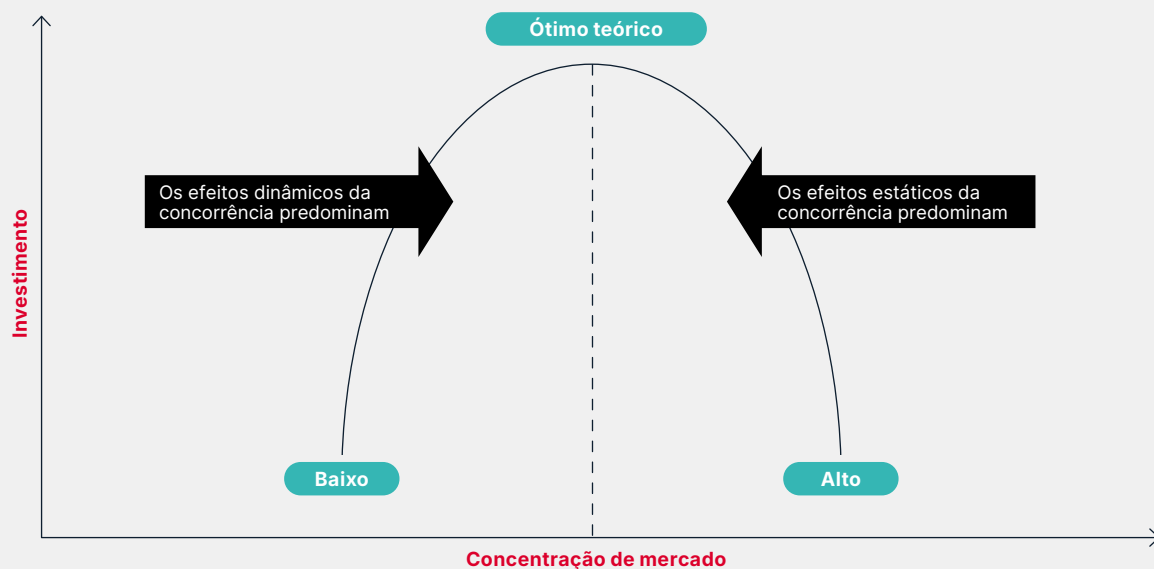 Ótimo teórico
Os efeitos dinâmicos da
concorrência predominam
Os efeitos estáticos da
concorrência predominam
Investimento
Baixo
Alto
Concentração de mercado